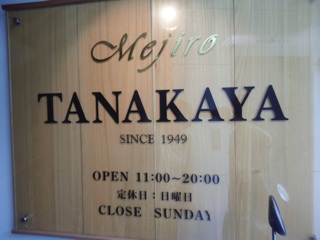 Mejiro
TANAKAYA
SINCE 1949
OPEN 11:00~20:00
定休日：日曜日
CLOSE SUNDAY